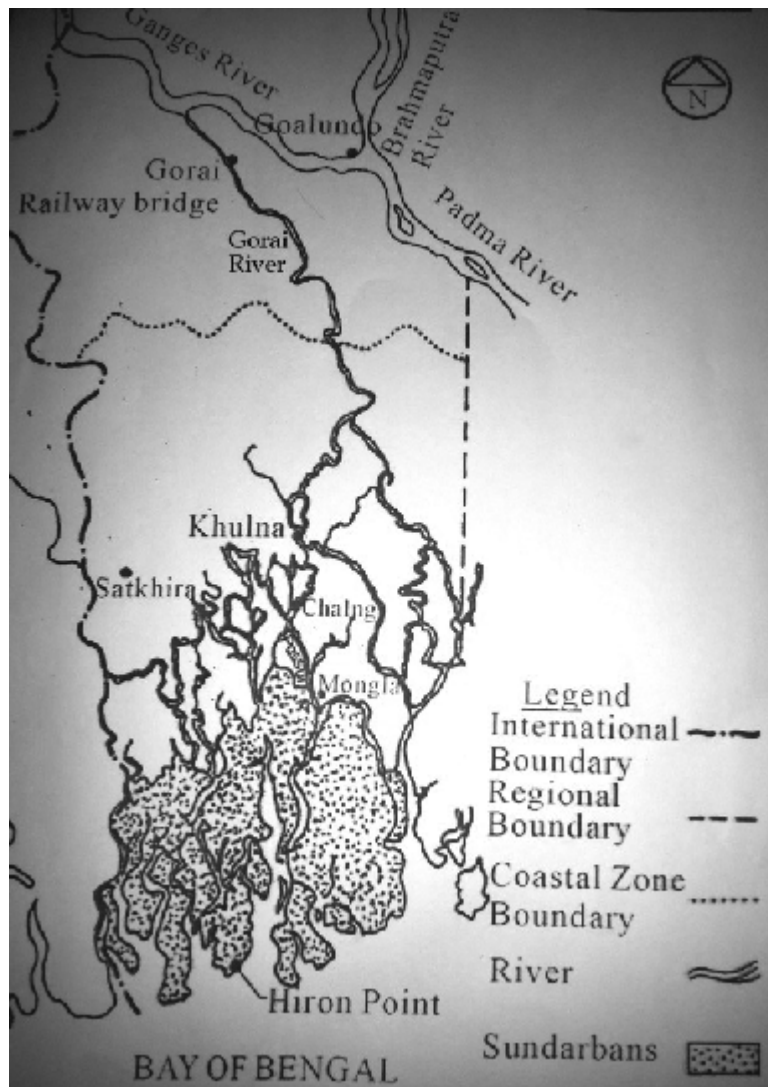 Ganges River
Brahmaputra
River
N
Goalundo
Gorai
Railway bridge
Padma River
Gorai
River
Khulna
Satkhira
Chalng
Mongla
Legend
International
Boundary
Regional
Boundary
Coastal Zone
Boundary
River
Hiron Point
Sundarbans
BAY OF BENGAL